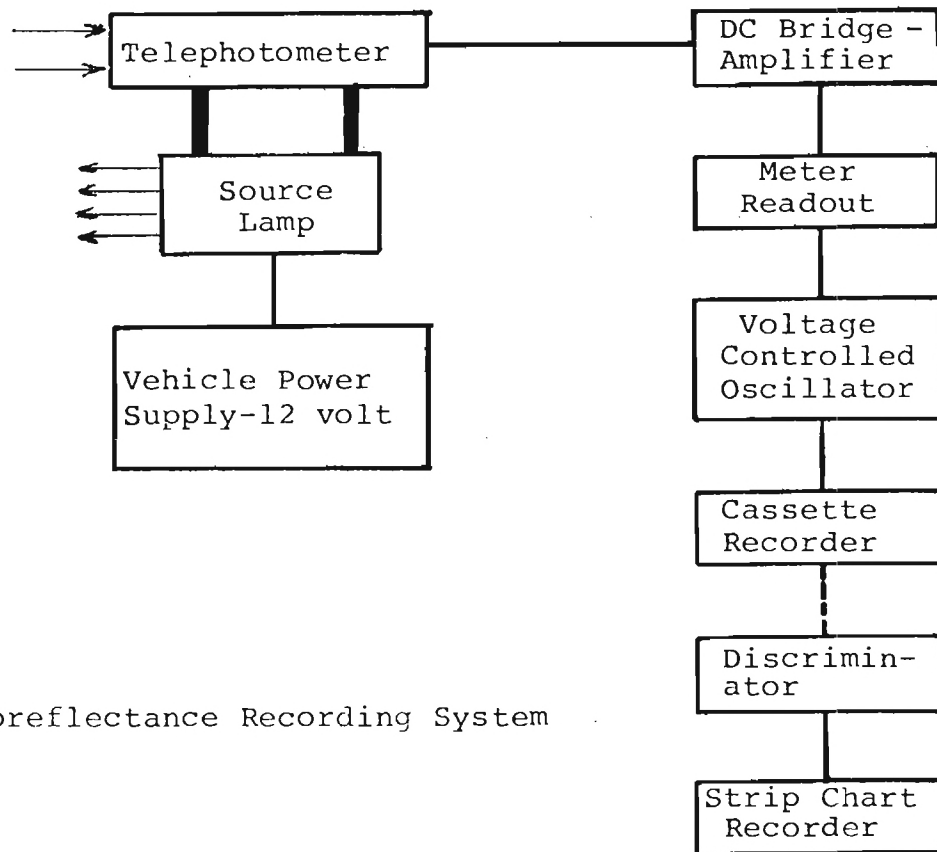 Telephotometer
DC Bridge -
Amplifier
Source
Lamp
Meter
Readout
Vehicle Power
Supply-12 volt
Voltage
Controlled
Oscillator
Cassette
Recorder
Discrimin-
ator
oreflectance Recording System
Strip Chart
Recorder